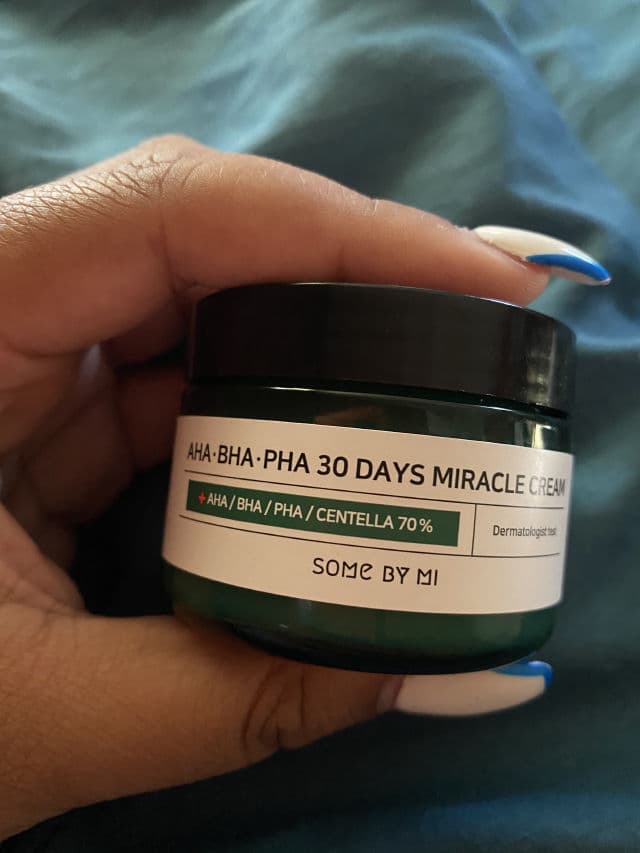 AHA·BHA·PHA 30 DAYS MIRACLE CREAM
+AHA / BHA / PHA / CENTELLA 70%
Dermatologist test
SOME BY MI